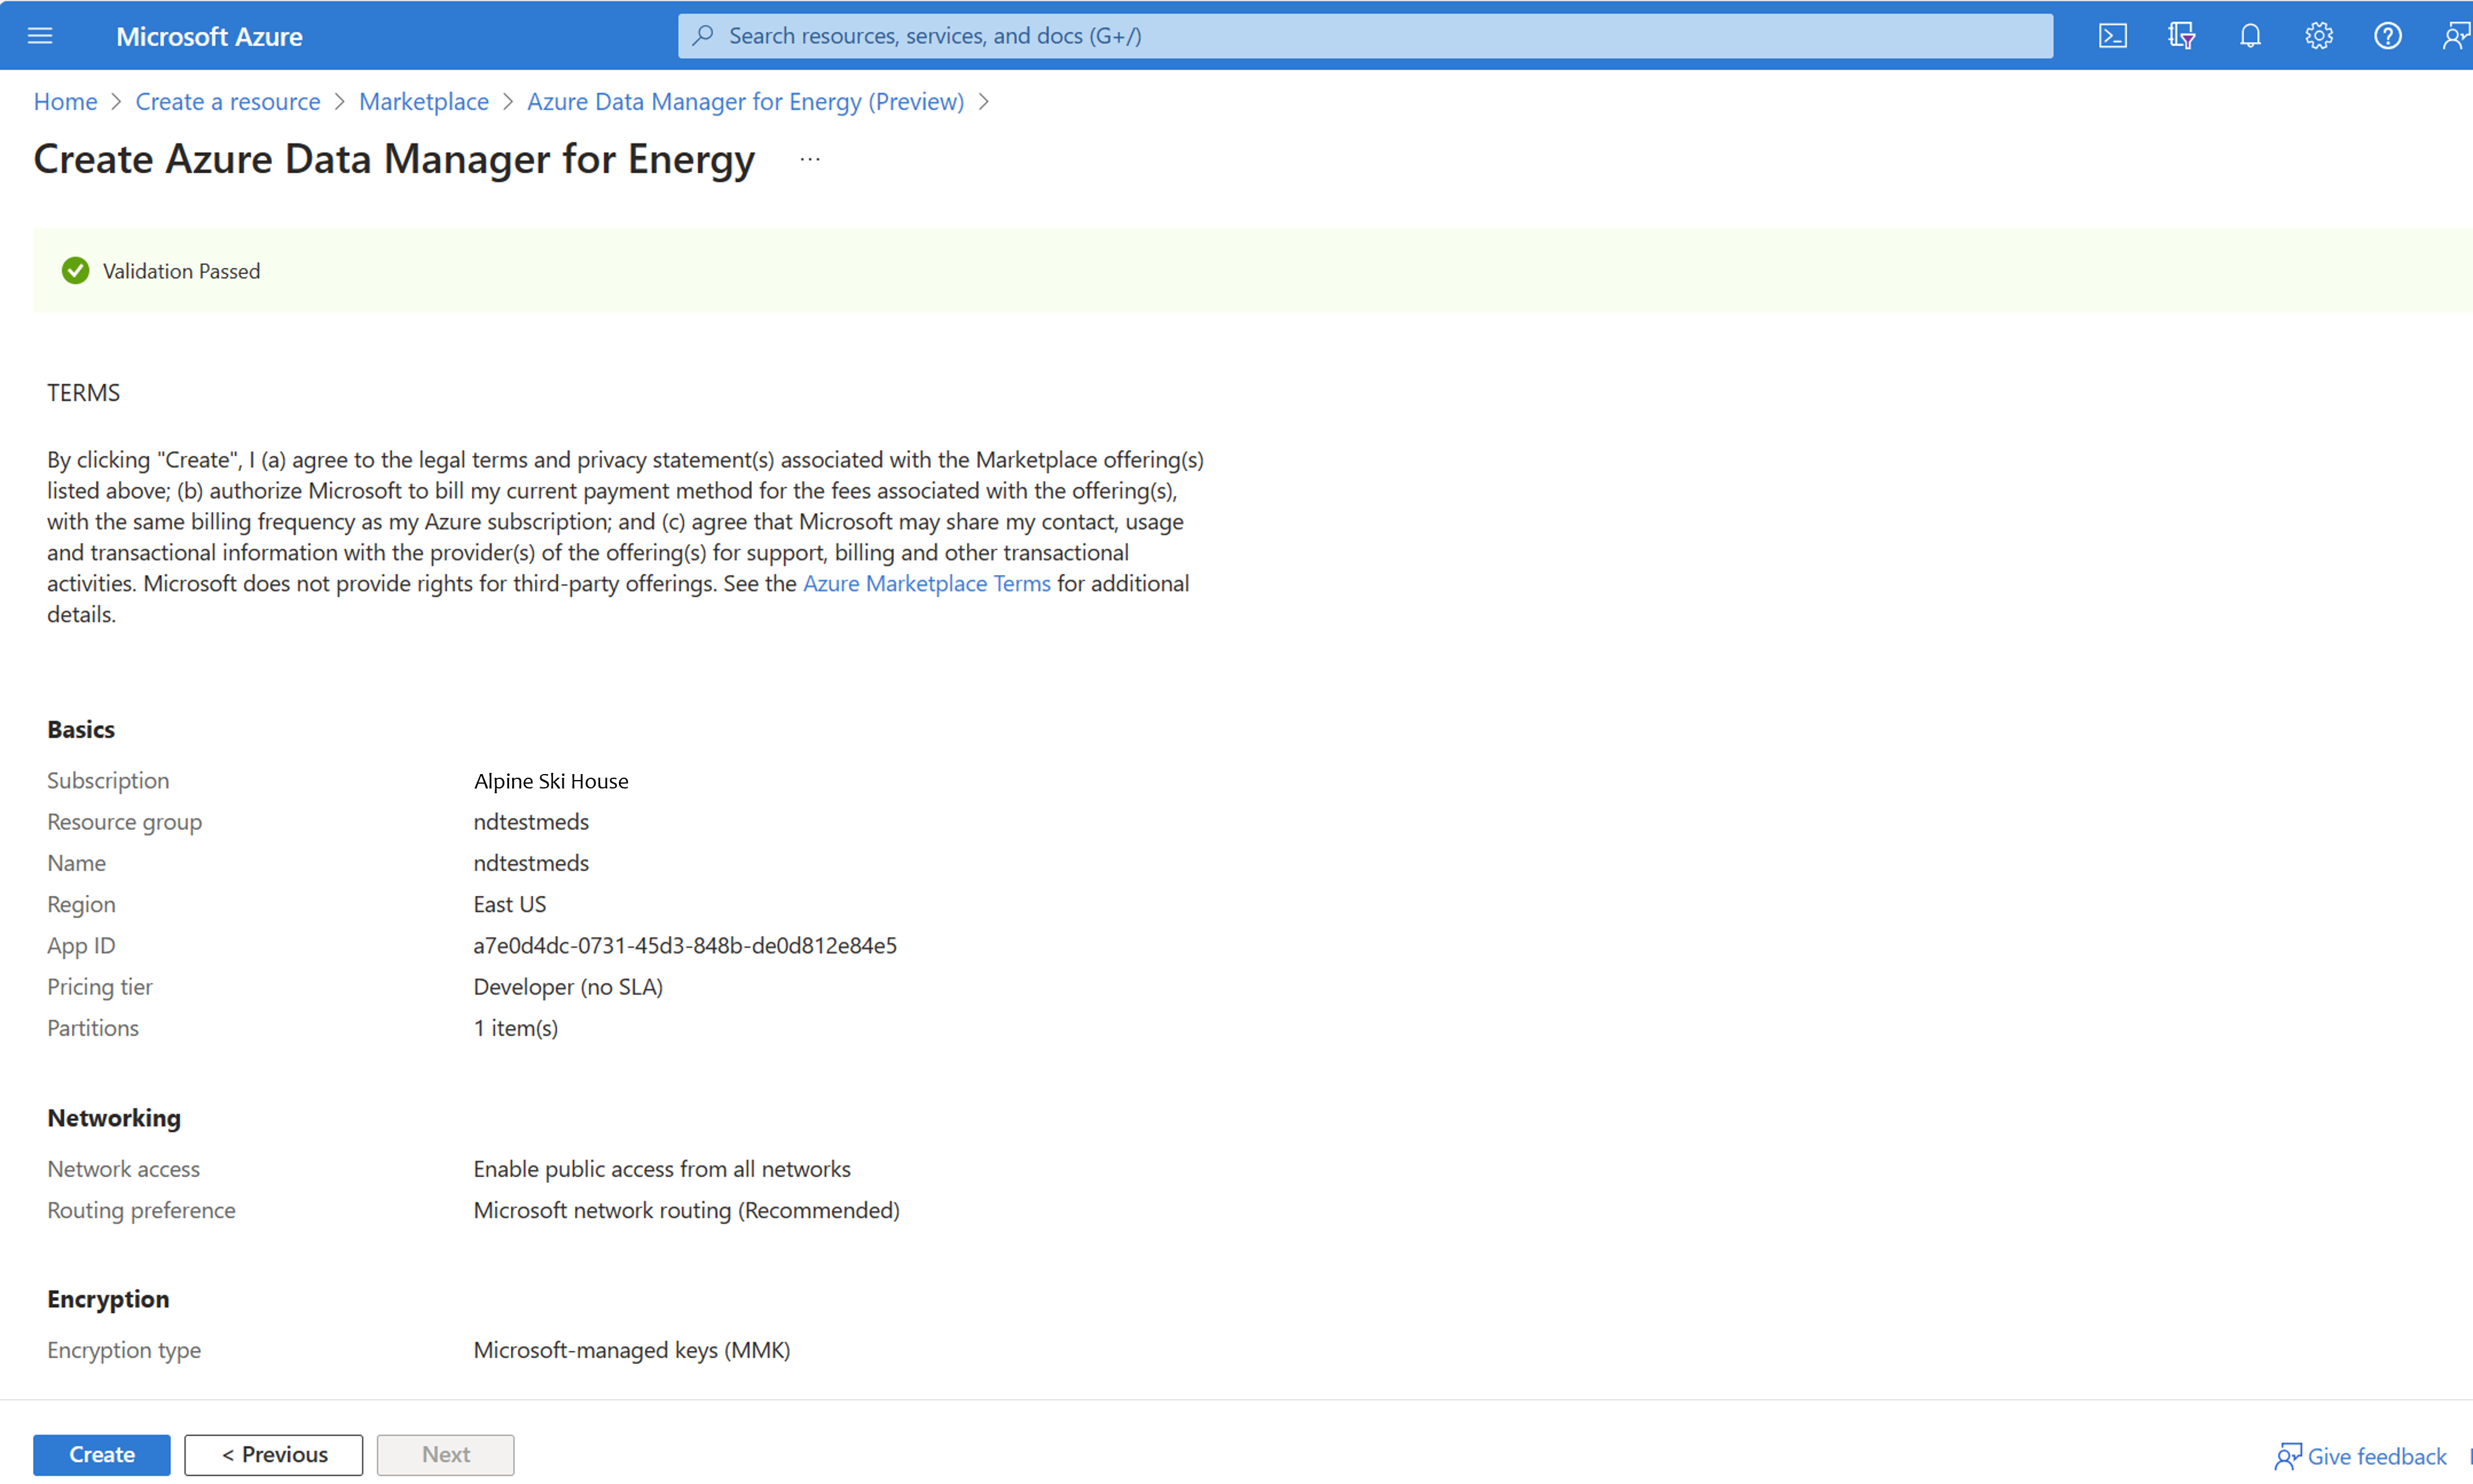 Microsoft Azure
Search resources, services, and docs (G+/)
Home > Create a resource > Marketplace > Azure Data Manager for Energy (Preview) >
Create Azure Data Manager for Energy ...
Validation Passed
TERMS
By clicking "Create", I (a) agree to the legal terms and privacy statement(s) associated with the Marketplace offering(s)
listed above; (b) authorize Microsoft to bill my current payment method for the fees associated with the offering(s),
with the same billing frequency as my Azure subscription; and (c) agree that Microsoft may share my contact, usage
and transactional information with the provider(s) of the offering(s) for support, billing and other transactional
activities. Microsoft does not provide rights for third-party offerings. See the Azure Marketplace Terms for additional
details.
Basics
Subscription Alpine Ski House
Resource group ndtestmeds
Name ndtestmeds
Region East US
App ID a7e0d4dc-0731-45d3-848b-de0d812e84e5
Pricing tier Developer (no SLA)
Partitions 1 item(s)
Networking
Network access Enable public access from all networks
Routing preference Microsoft network routing (Recommended)
Encryption
Encryption type Microsoft-managed keys (MMK)
Create < Previous Next Give feedback